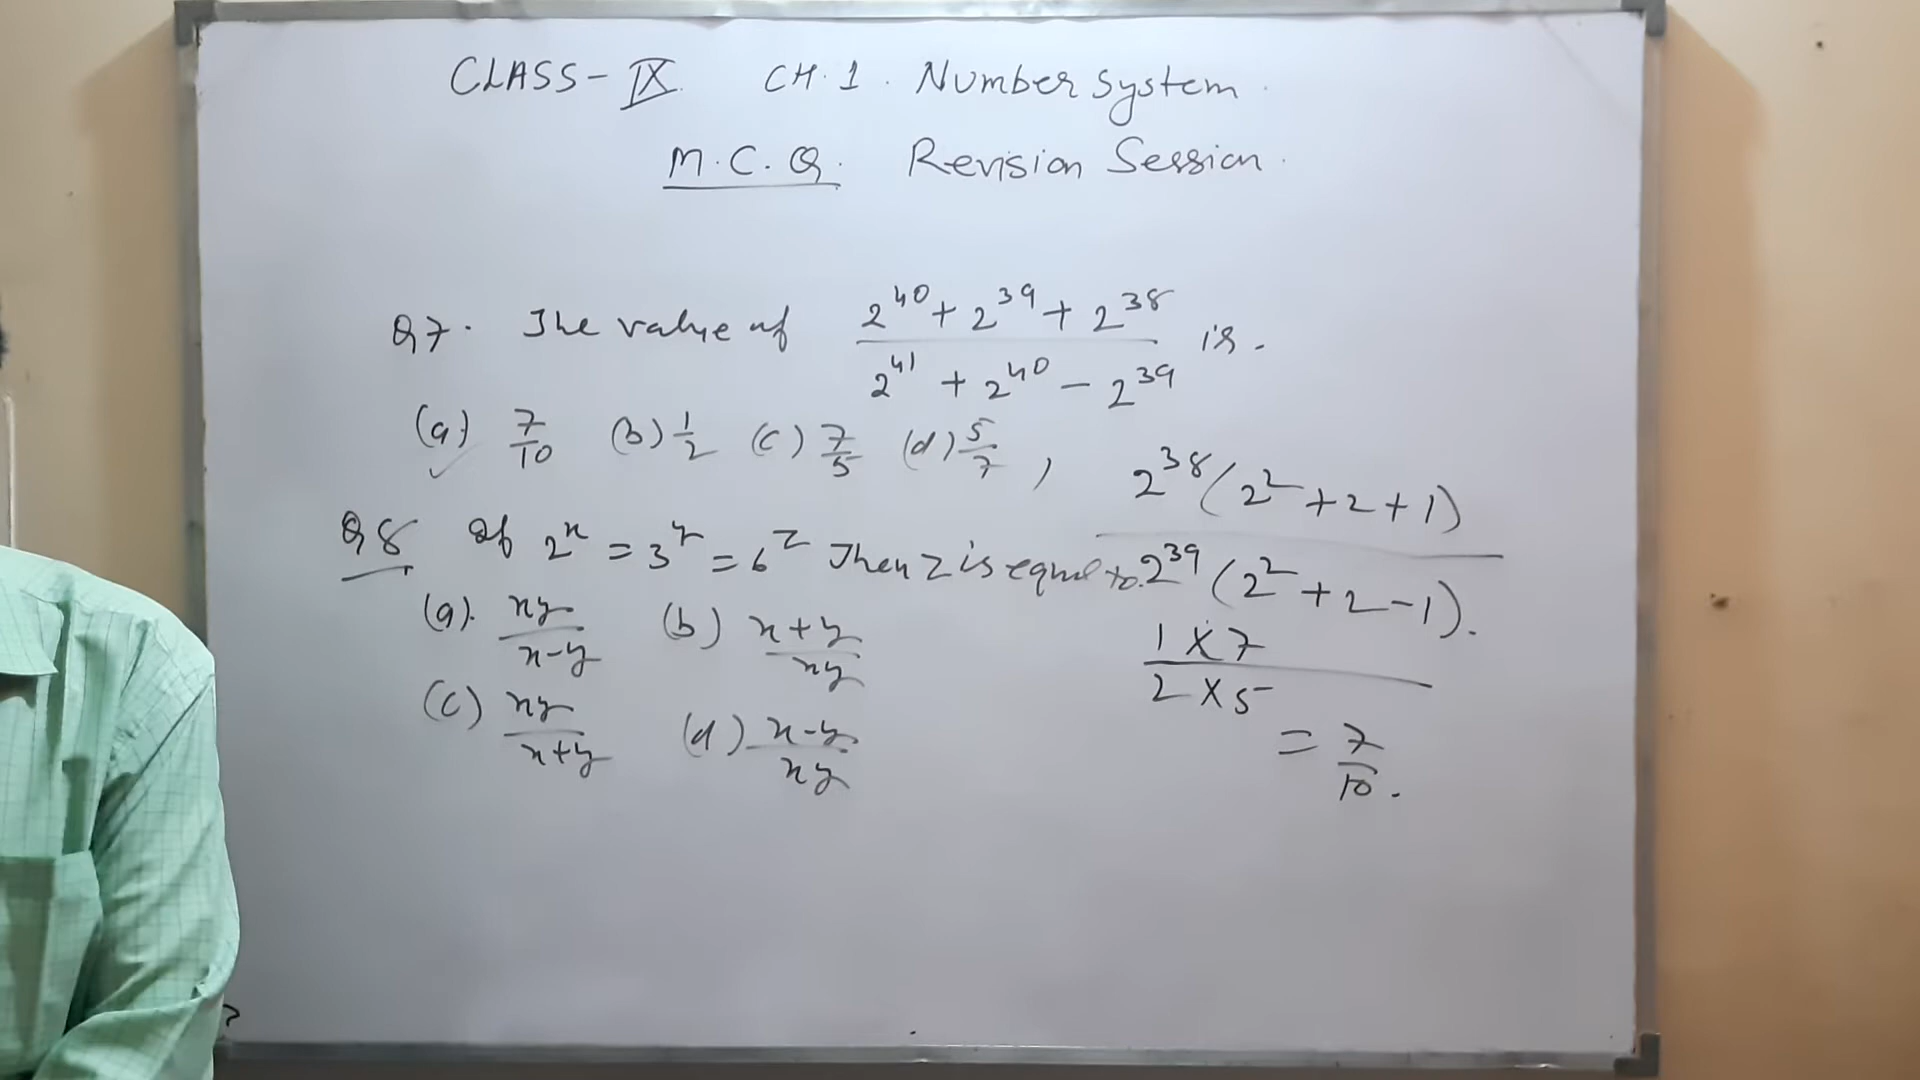 CLASS-IX CH.1. Number System
M.C.Q. Revision Session.
Q7. The value of (2^40 + 2^39 + 2^38)/(2^41 + 2^40 - 2^39) is.
(a) 7/10 (b) 1/2 (c) 7/5 (d) 5/7,
Q8 If 2^x = 3^y = 6^z Then z is equal to.
(a). xy/(x-y) (b) (x+y)/xy
(c) xy/(x+y) (d) (x-y)/xy
2^38(2^2+2+1)
2^39(2^2+2-1).
1×7
2×5
= 7/10.